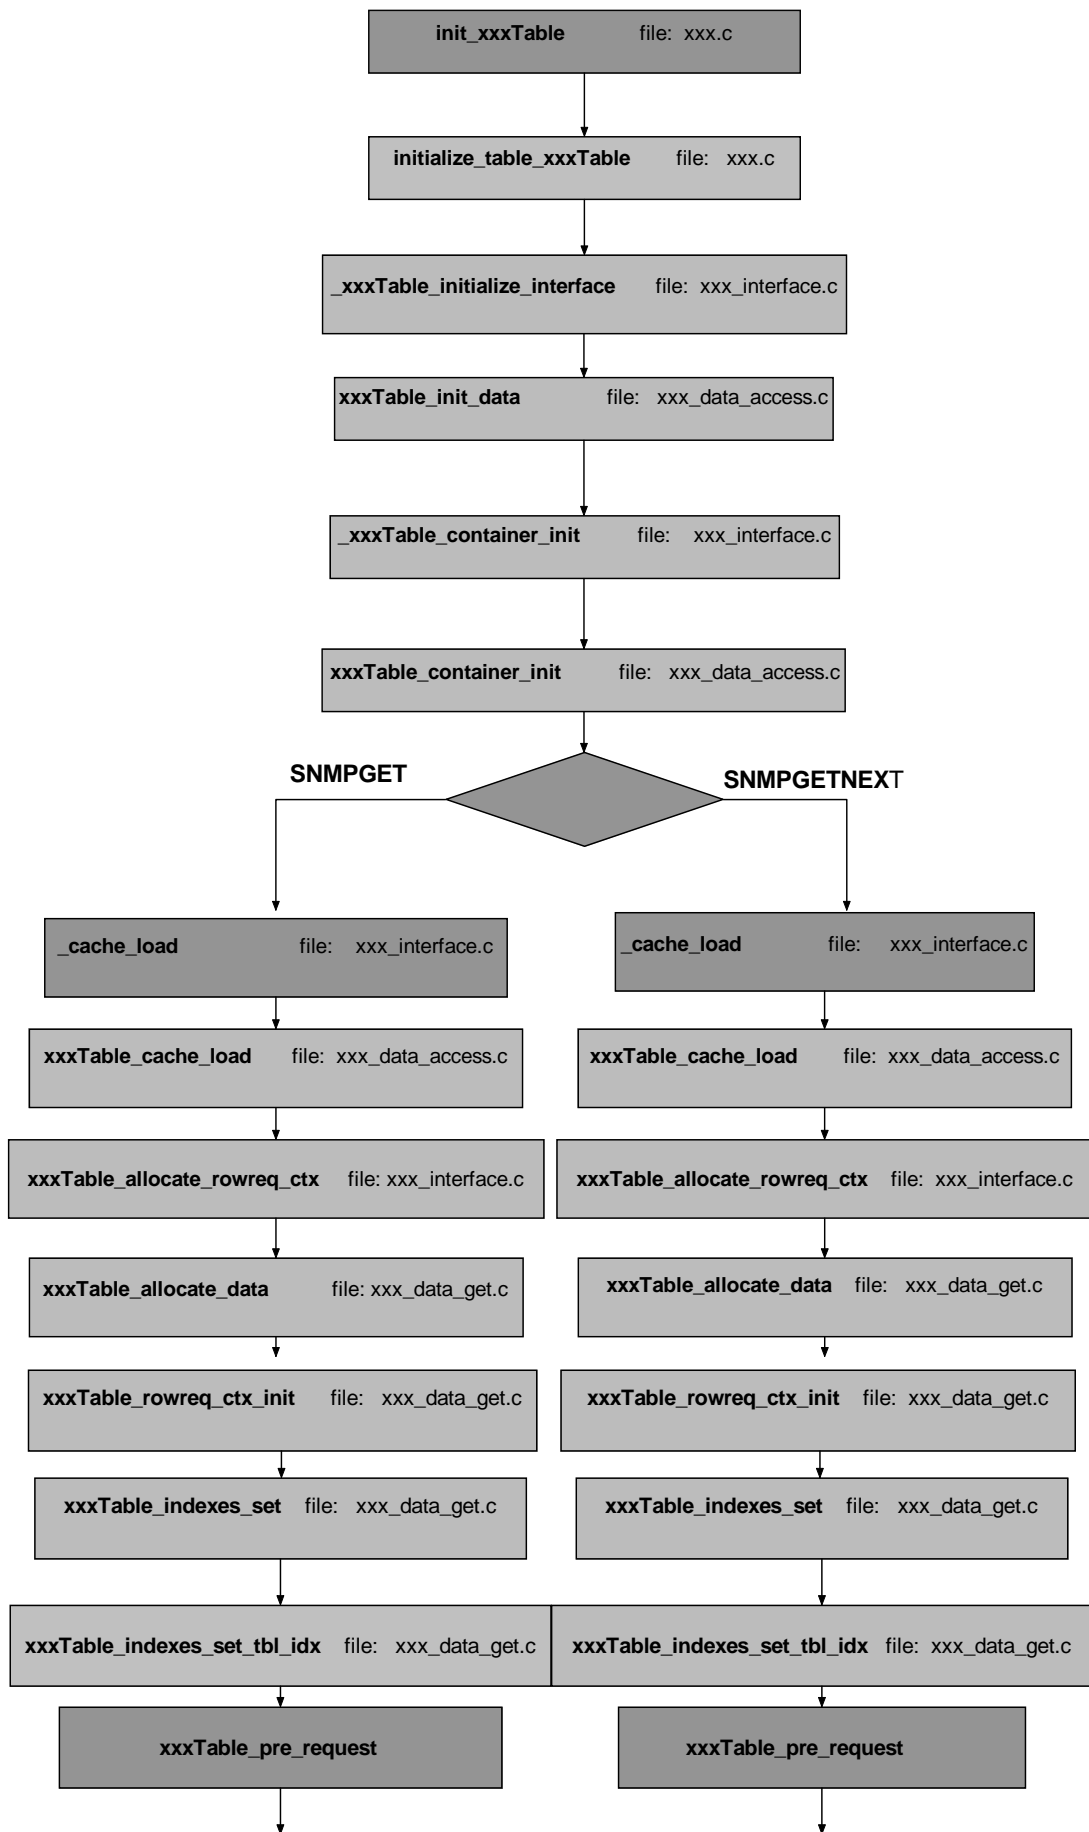 init_xxxTable file: xxx.c
initialize_table_xxxTable file: xxx.c
_xxxTable_initialize_interface file: xxx_interface.c
xxxTable_init_data file: xxx_data_access.c
_xxxTable_container_init file: xxx_interface.c
xxxTable_container_init file: xxx_data_access.c
SNMPGET
SNMPGETNEXT
_cache_load file: xxx_interface.c
_cache_load file: xxx_interface.c
xxxTable_cache_load file: xxx_data_access.c
xxxTable_cache_load file: xxx_data_access.c
xxxTable_allocate_rowreq_ctx file: xxx_interface.c
xxxTable_allocate_rowreq_ctx file: xxx_interface.c
xxxTable_allocate_data file: xxx_data_get.c
xxxTable_allocate_data file: xxx_data_get.c
xxxTable_rowreq_ctx_init file: xxx_data_get.c
xxxTable_rowreq_ctx_init file: xxx_data_get.c
xxxTable_indexes_set file: xxx_data_get.c
xxxTable_indexes_set file: xxx_data_get.c
xxxTable_indexes_set_tbl_idx file: xxx_data_get.c
xxxTable_indexes_set_tbl_idx file: xxx_data_get.c
xxxTable_pre_request
xxxTable_pre_request